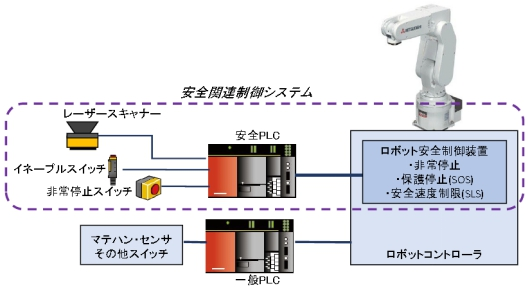 安全関連制御システム
レーザースキャナー
安全PLC
イネーブルスイッチ
非常停止スイッチ
ロボット安全制御装置
・非常停止
・保護停止(SOS)
・安全速度制限(SLS)
マテハン・センサ
その他スイッチ
一般PLC
ロボットコントローラ